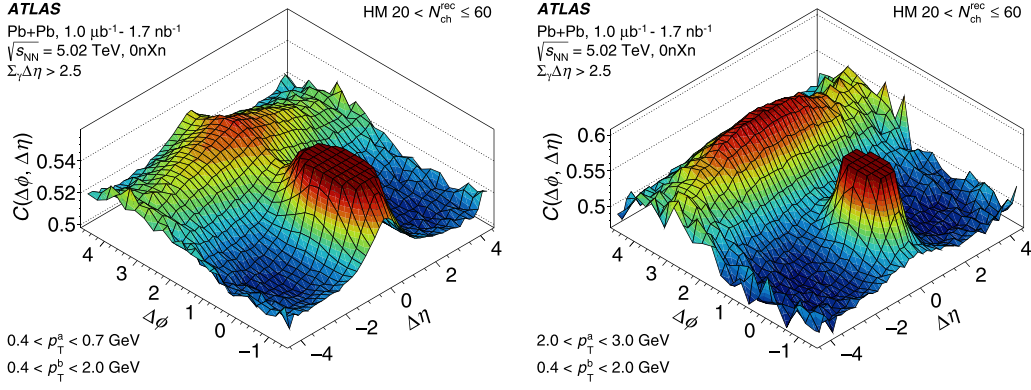 ATLAS
HM 20 < N_ch^rec ≤ 60
Pb+Pb, 1.0 μb⁻¹ - 1.7 nb⁻¹
√s_NN = 5.02 TeV, 0nXn
Σ_γ Δη > 2.5
C(Δϕ, Δη)
0.54
0.52
0.5
4
3
2
1
0
−1
Δϕ
−4
−2
0
2
4
Δη
0.4 < p_T^a < 0.7 GeV
0.4 < p_T^b < 2.0 GeV
ATLAS
HM 20 < N_ch^rec ≤ 60
Pb+Pb, 1.0 μb⁻¹ - 1.7 nb⁻¹
√s_NN = 5.02 TeV, 0nXn
Σ_γ Δη > 2.5
C(Δϕ, Δη)
0.6
0.55
0.5
4
3
2
1
0
−1
Δϕ
−4
−2
0
2
4
Δη
2.0 < p_T^a < 3.0 GeV
0.4 < p_T^b < 2.0 GeV